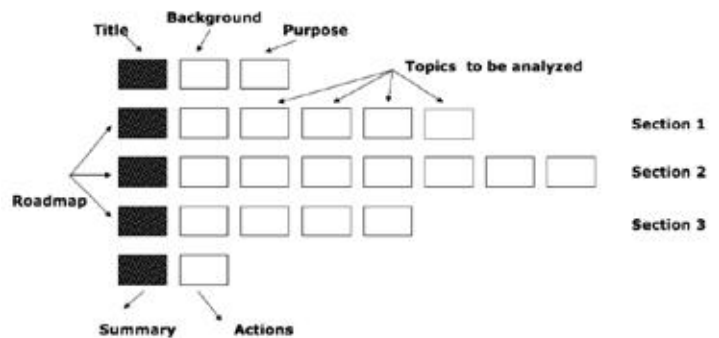 Background
Title
Purpose
Topics to be analyzed
Section 1
Section 2
Roadmap
Section 3
Summary
Actions